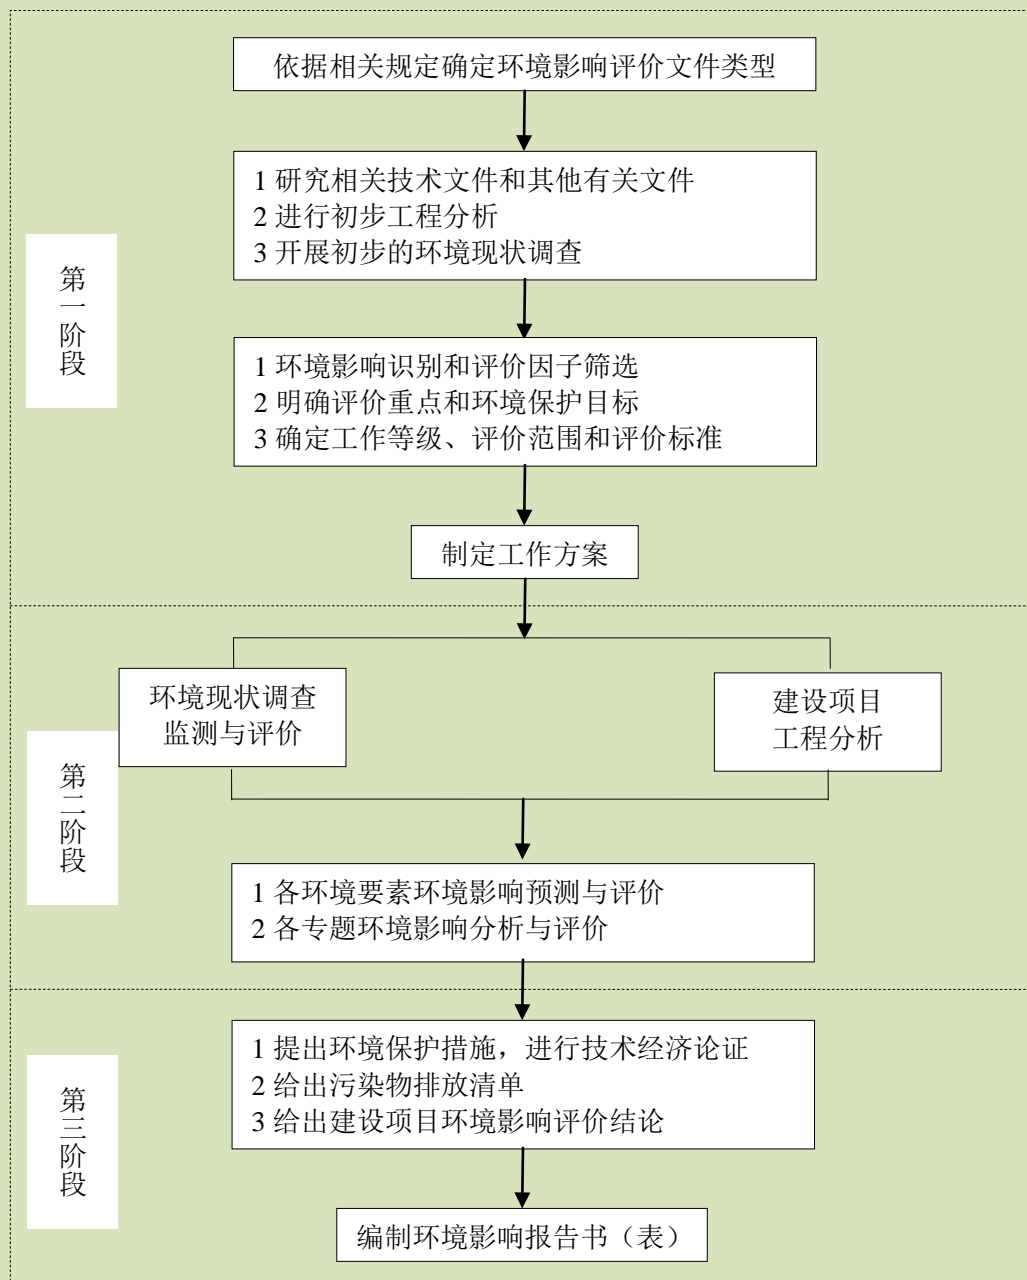 依据相关规定确定环境影响评价文件类型
1 研究相关技术文件和其他有关文件
2 进行初步工程分析
3 开展初步的环境现状调查
第一阶段
1 环境影响识别和评价因子筛选
2 明确评价重点和环境保护目标
3 确定工作等级、评价范围和评价标准
制定工作方案
环境现状调查
监测与评价
建设项目
工程分析
第二阶段
1 各环境要素环境影响预测与评价
2 各专题环境影响分析与评价
1 提出环境保护措施，进行技术经济论证
2 给出污染物排放清单
3 给出建设项目环境影响评价结论
第三阶段
编制环境影响报告书（表）